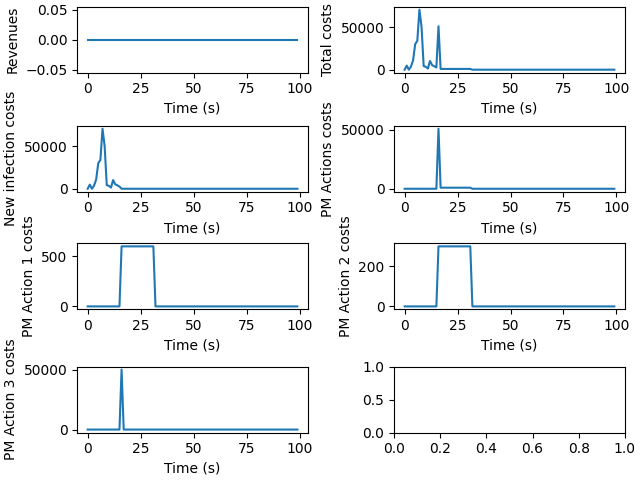 Revenues
0.05
0.00
−0.05
0 25 50 75 100
Time (s)
Total costs
50000
0
0 25 50 75 100
Time (s)
New infection costs
50000
0
0 25 50 75 100
Time (s)
PM Actions costs
50000
0
0 25 50 75 100
Time (s)
PM Action 1 costs
500
0
0 25 50 75 100
Time (s)
PM Action 2 costs
200
0
0 25 50 75 100
Time (s)
PM Action 3 costs
50000
0
0 25 50 75 100
Time (s)
1.0
0.5
0.0
0.0 0.2 0.4 0.6 0.8 1.0